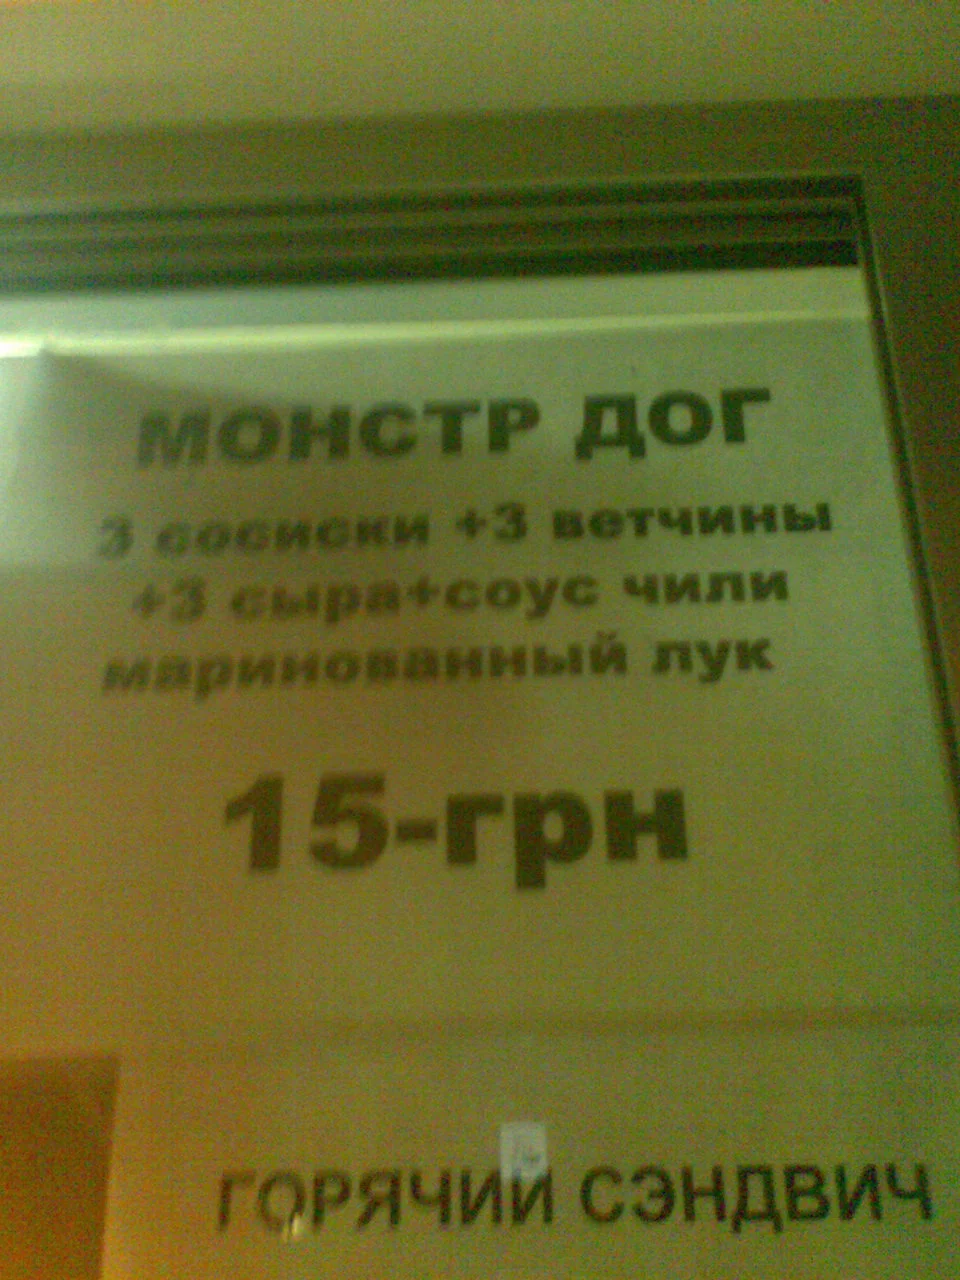 МОНСТР ДОГ
3 сосиски +3 ветчины
+3 сыра+соус чили
маринованный лук
15-грн
ГОРЯЧИЙ СЭНДВИЧ